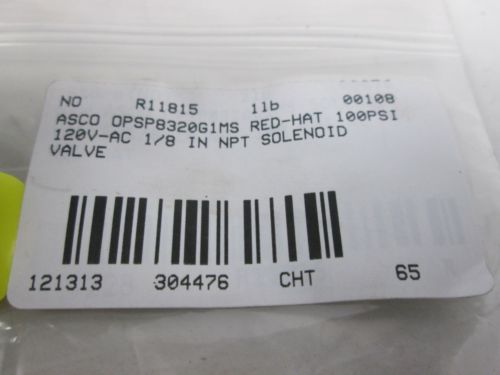 NO R11815 11b 00108
ASCO OPSP8320G1MS RED-HAT 100PSI
120V-AC 1/8 IN NPT SOLENOID
VALVE
121313 304476 CHT 65